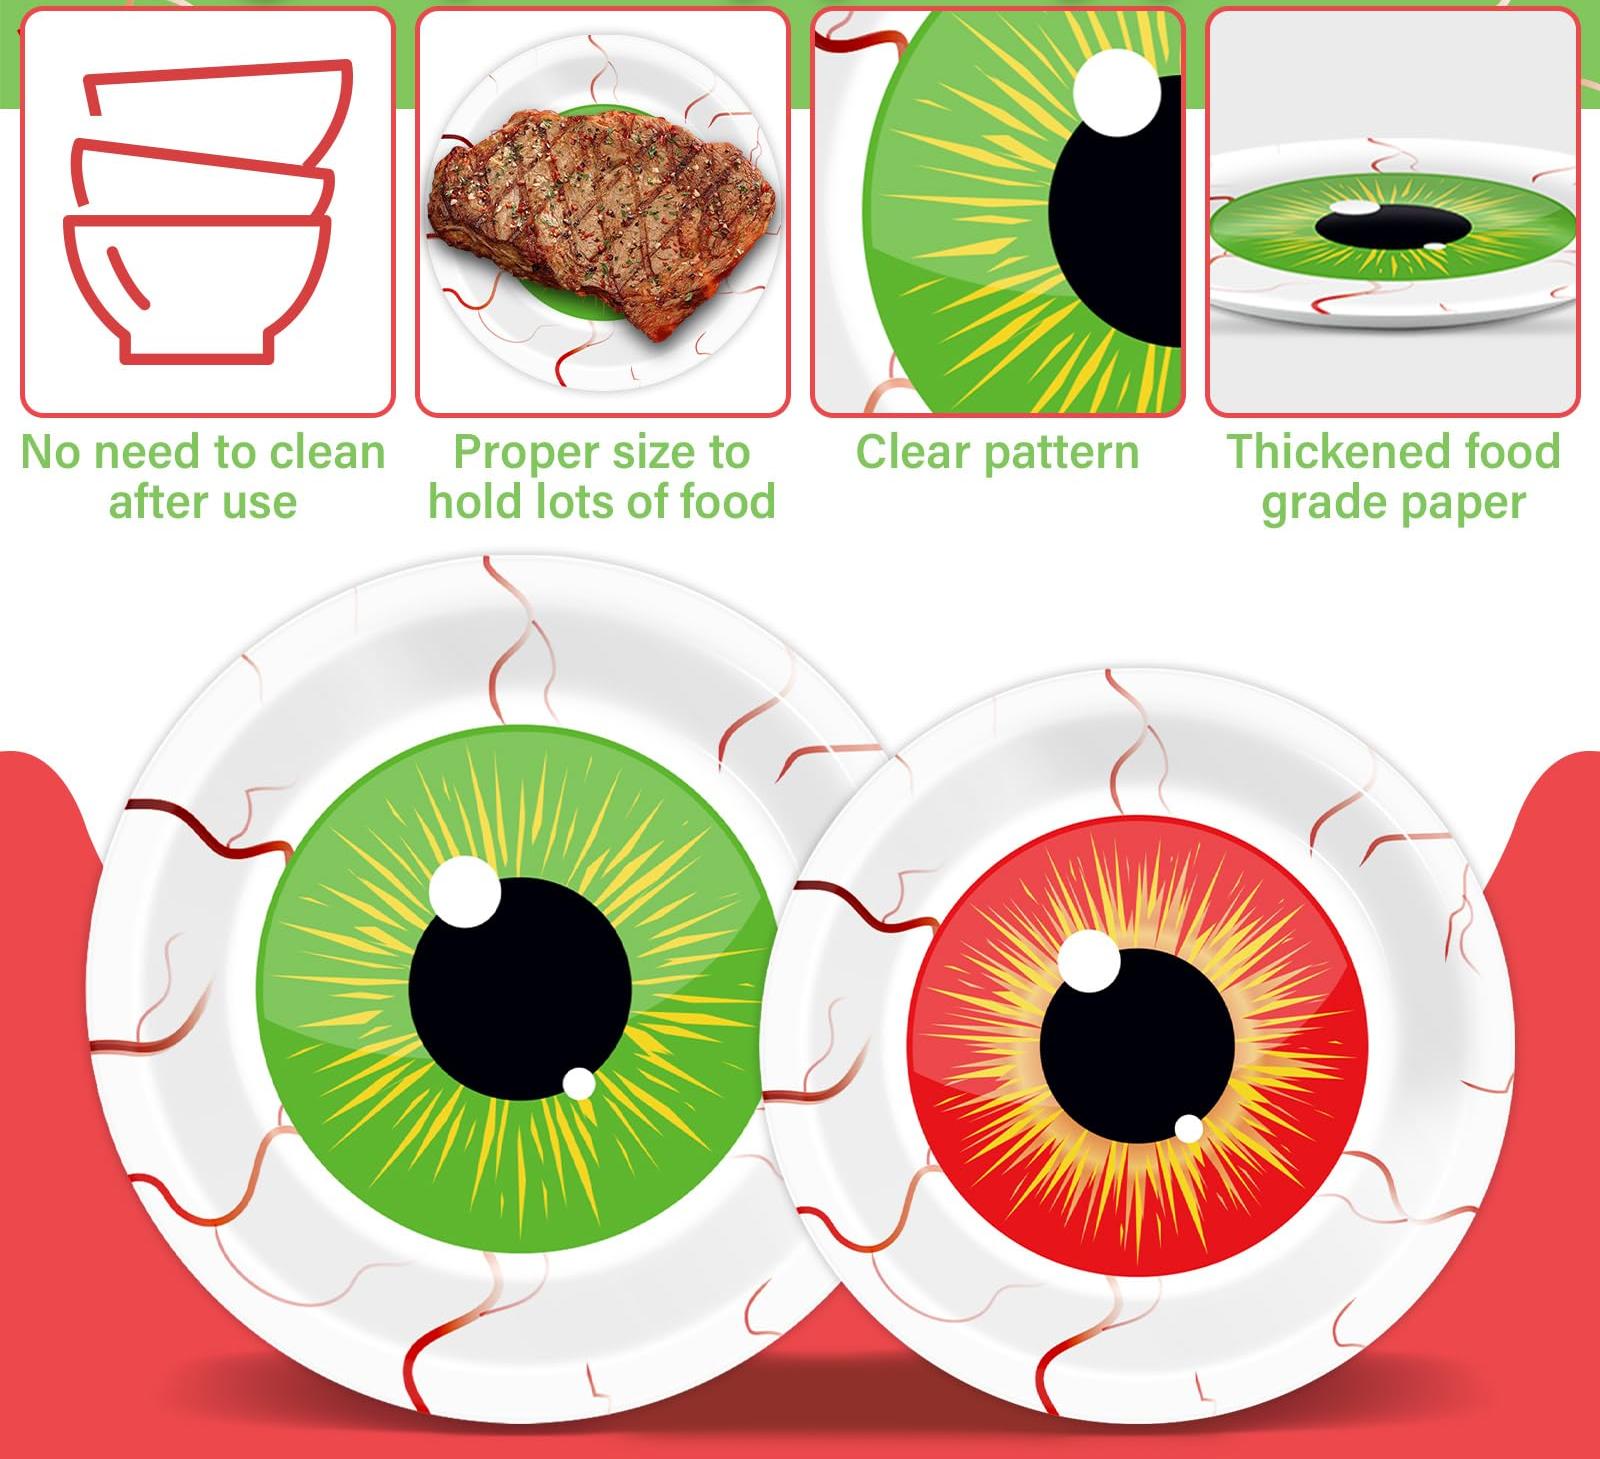 No need to clean
after use
Proper size to
hold lots of food
Clear pattern
Thickened food
grade paper